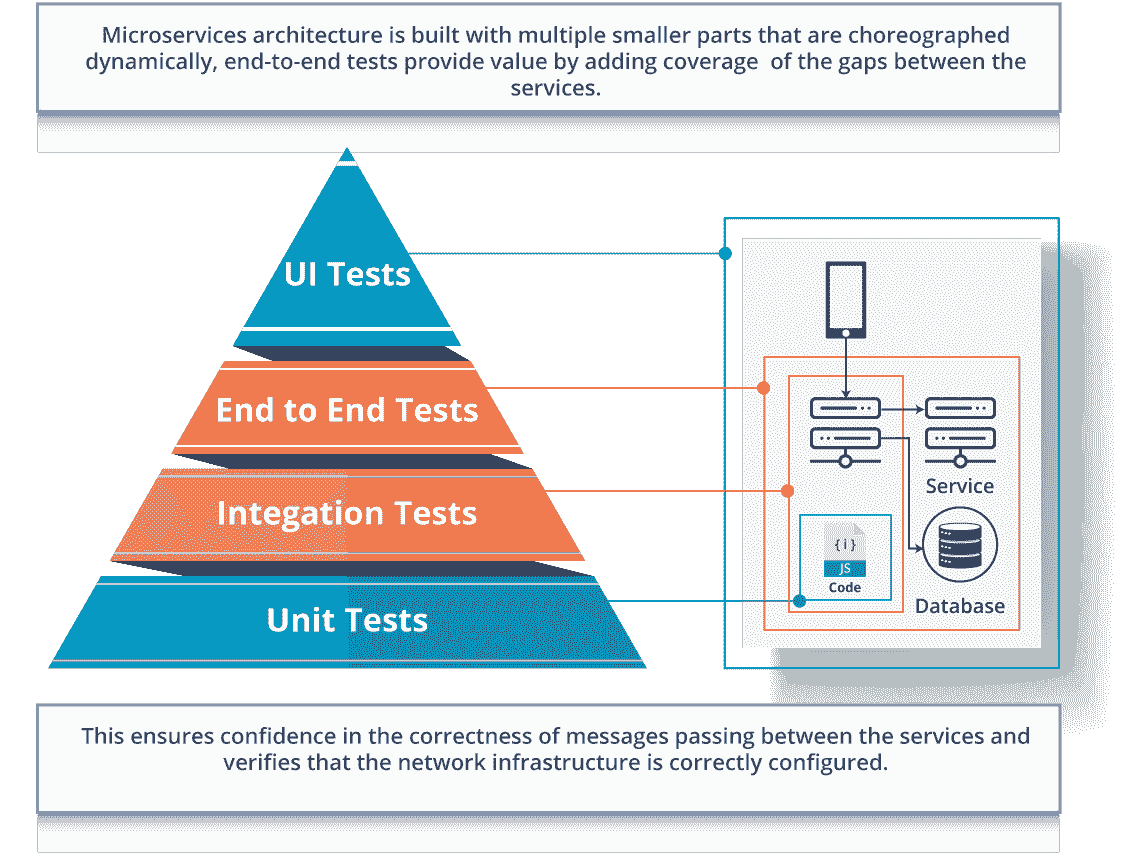 Microservices architecture is built with multiple smaller parts that are choreographed
dynamically, end-to-end tests provide value by adding coverage of the gaps between the
services.
UI Tests
End to End Tests
Integation Tests
Unit Tests
Service
{i}
JS
Code
Database
This ensures confidence in the correctness of messages passing between the services and
verifies that the network infrastructure is correctly configured.